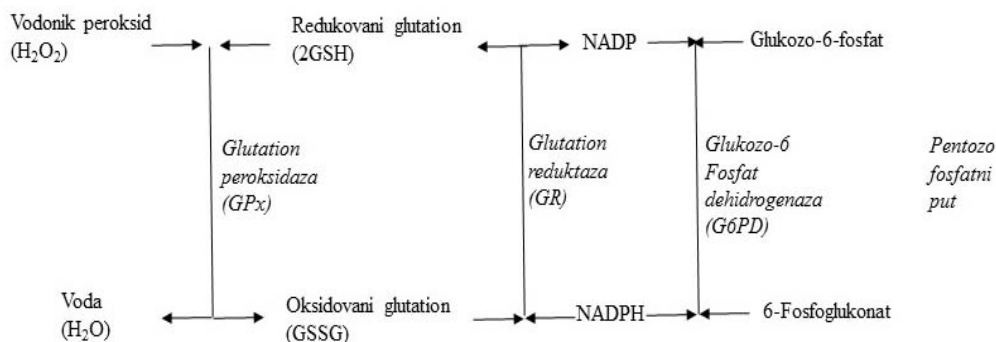 Vodonik peroksid
(H₂O₂)
Redukovani glutation
(2GSH)
NADP
Glukozo-6-fosfat
Glutation
peroksidaza
(GPx)
Glutation
reduktaza
(GR)
Glukozo-6
Fosfat
dehidrogenaza
(G6PD)
Pentozo
fosfatni
put
Voda
(H₂O)
Oksidovani glutation
(GSSG)
NADPH
6-Fosfoglukonat